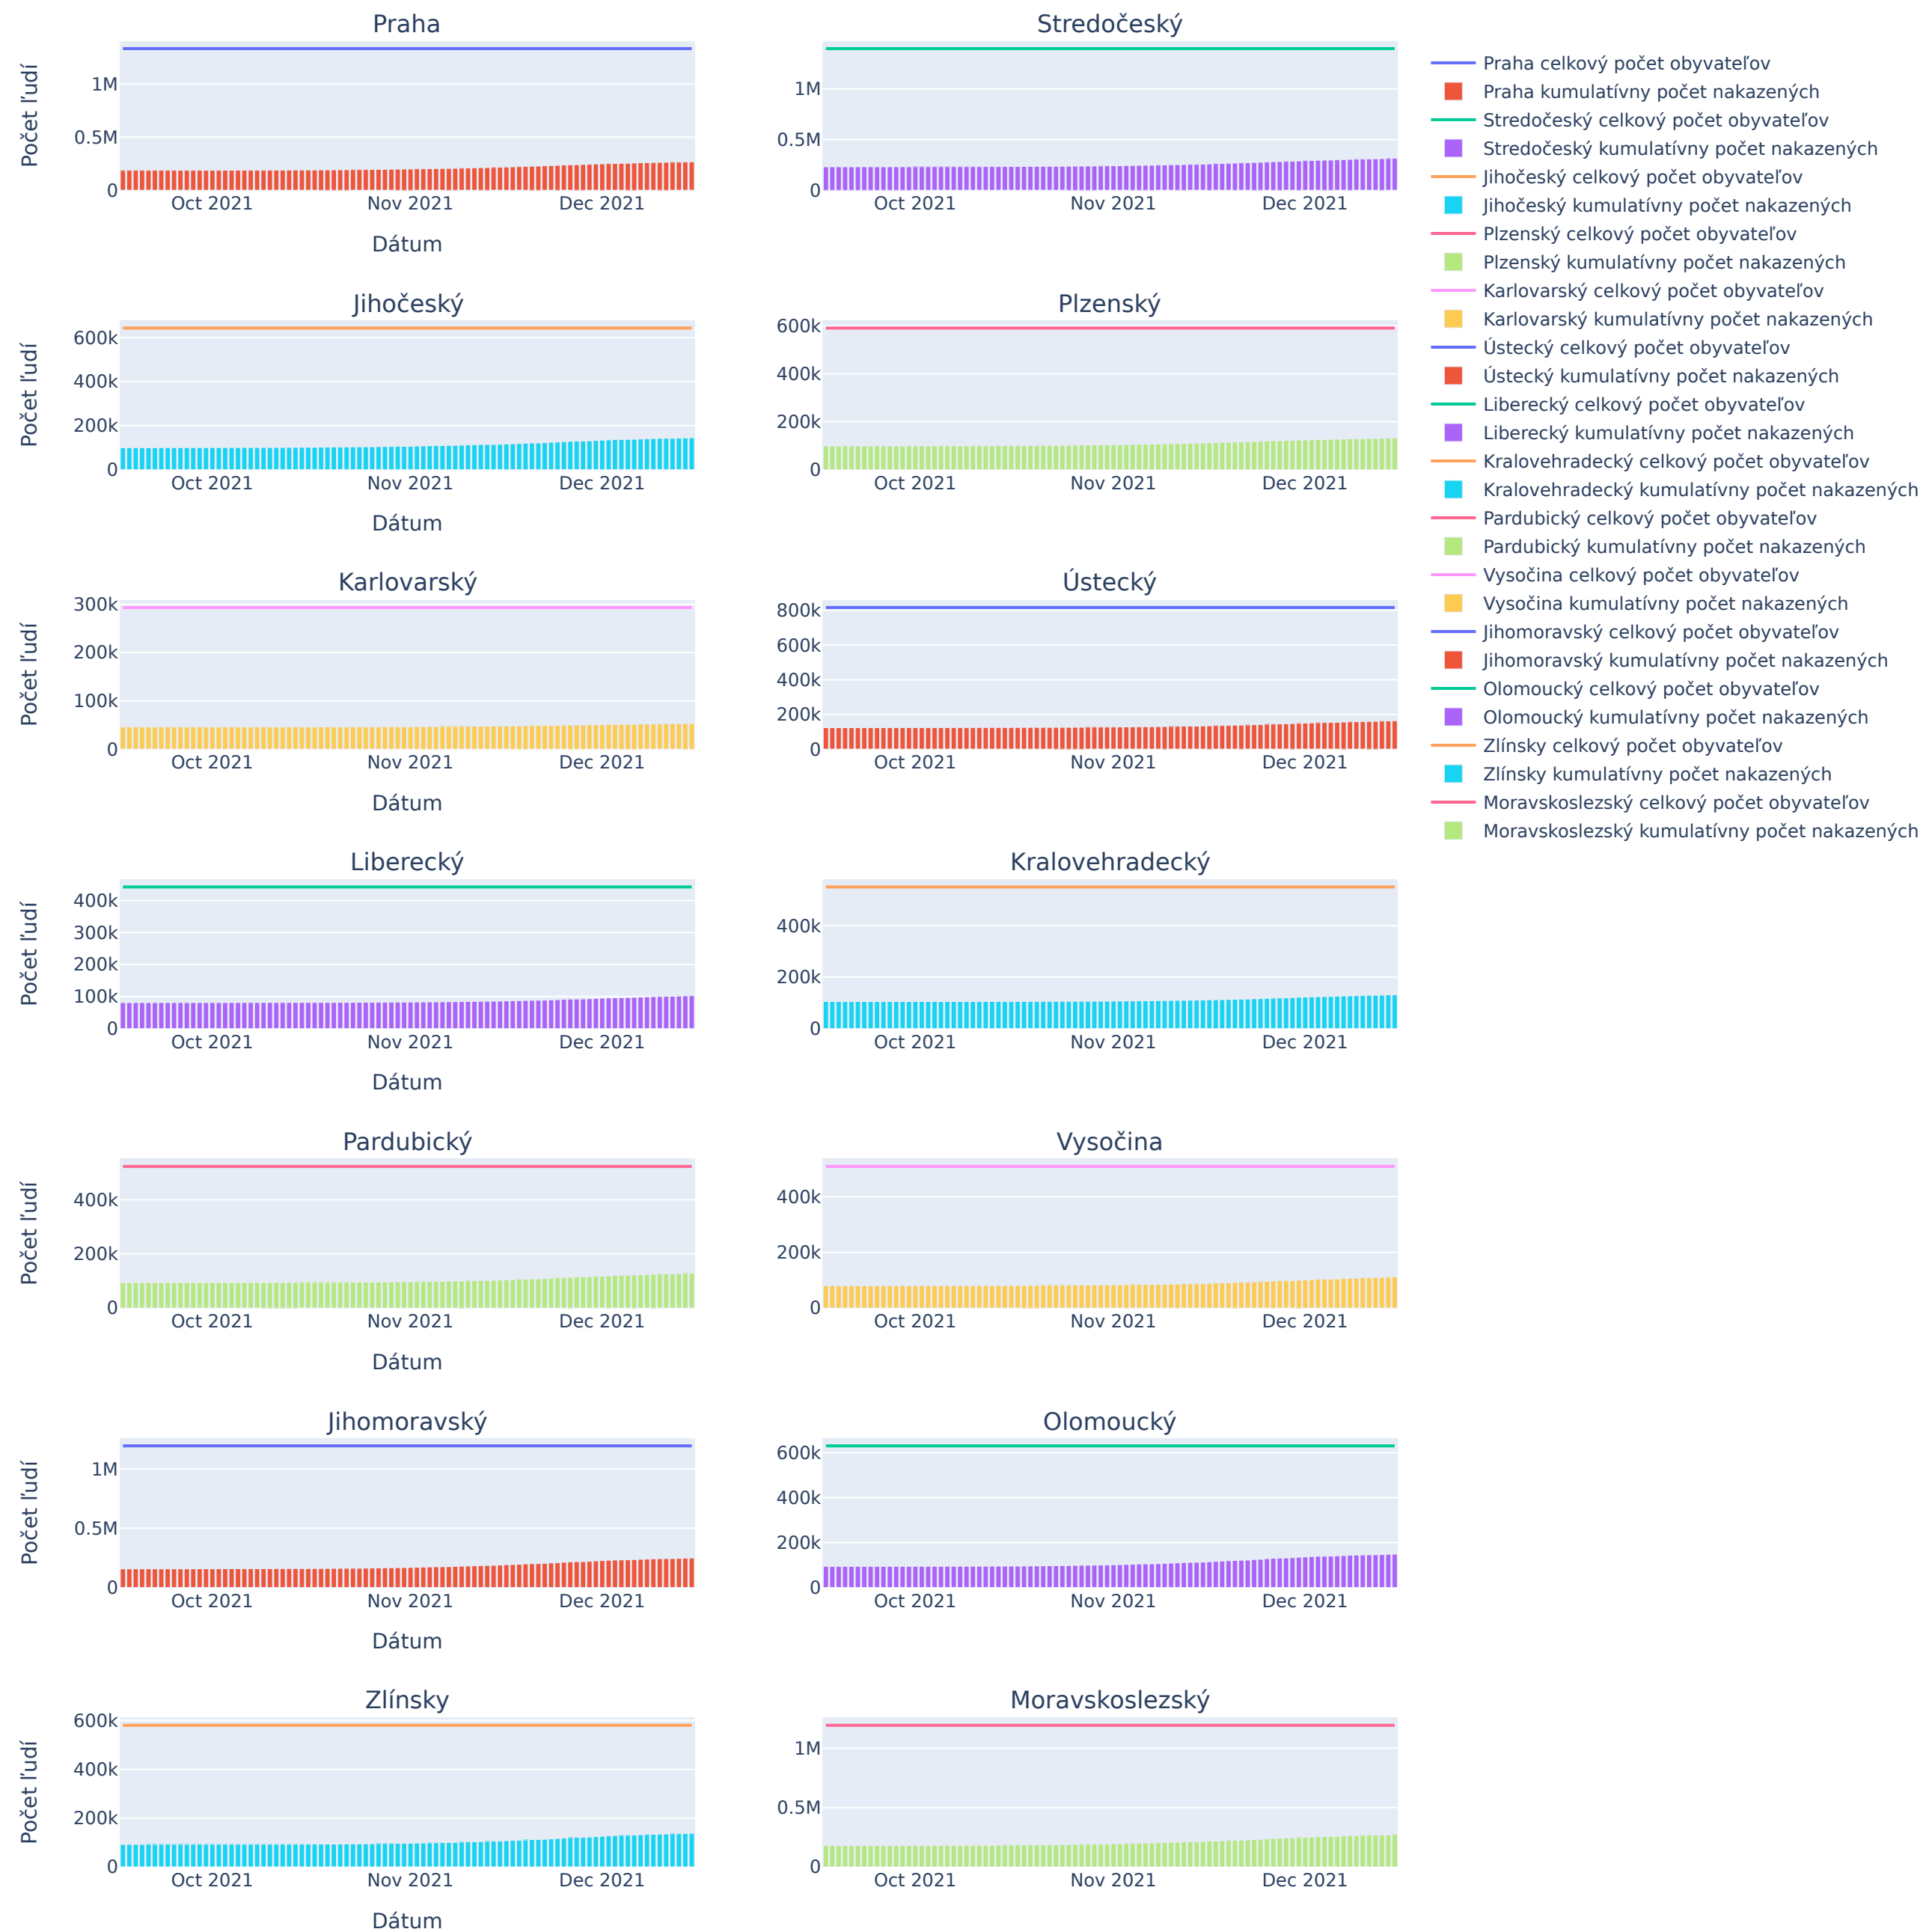 Praha
Stredočeský
Počet ľudí
1M
0.5M
0
Oct 2021
Nov 2021
Dec 2021
Dátum
1M
0.5M
0
Oct 2021
Nov 2021
Dec 2021
Jihočeský
Plzenský
Počet ľudí
600k
400k
200k
0
Oct 2021
Nov 2021
Dec 2021
Dátum
600k
400k
200k
0
Oct 2021
Nov 2021
Dec 2021
Karlovarský
Ústecký
Počet ľudí
300k
200k
100k
0
Oct 2021
Nov 2021
Dec 2021
Dátum
800k
600k
400k
200k
0
Oct 2021
Nov 2021
Dec 2021
Liberecký
Kralovehradecký
Počet ľudí
400k
300k
200k
100k
0
Oct 2021
Nov 2021
Dec 2021
Dátum
400k
200k
0
Oct 2021
Nov 2021
Dec 2021
Pardubický
Vysočina
Počet ľudí
400k
200k
0
Oct 2021
Nov 2021
Dec 2021
Dátum
400k
200k
0
Oct 2021
Nov 2021
Dec 2021
Jihomoravský
Olomoucký
Počet ľudí
1M
0.5M
0
Oct 2021
Nov 2021
Dec 2021
Dátum
600k
400k
200k
0
Oct 2021
Nov 2021
Dec 2021
Zlínsky
Moravskoslezský
Počet ľudí
600k
400k
200k
0
Oct 2021
Nov 2021
Dec 2021
Dátum
1M
0.5M
0
Oct 2021
Nov 2021
Dec 2021
Praha celkový počet obyvateľov
Praha kumulatívny počet nakazených
Stredočeský celkový počet obyvateľov
Stredočeský kumulatívny počet nakazených
Jihočeský celkový počet obyvateľov
Jihočeský kumulatívny počet nakazených
Plzenský celkový počet obyvateľov
Plzenský kumulatívny počet nakazených
Karlovarský celkový počet obyvateľov
Karlovarský kumulatívny počet nakazených
Ústecký celkový počet obyvateľov
Ústecký kumulatívny počet nakazených
Liberecký celkový počet obyvateľov
Liberecký kumulatívny počet nakazených
Kralovehradecký celkový počet obyvateľov
Kralovehradecký kumulatívny počet nakazených
Pardubický celkový počet obyvateľov
Pardubický kumulatívny počet nakazených
Vysočina celkový počet obyvateľov
Vysočina kumulatívny počet nakazených
Jihomoravský celkový počet obyvateľov
Jihomoravský kumulatívny počet nakazených
Olomoucký celkový počet obyvateľov
Olomoucký kumulatívny počet nakazených
Zlínsky celkový počet obyvateľov
Zlínsky kumulatívny počet nakazených
Moravskoslezský celkový počet obyvateľov
Moravskoslezský kumulatívny počet nakazených